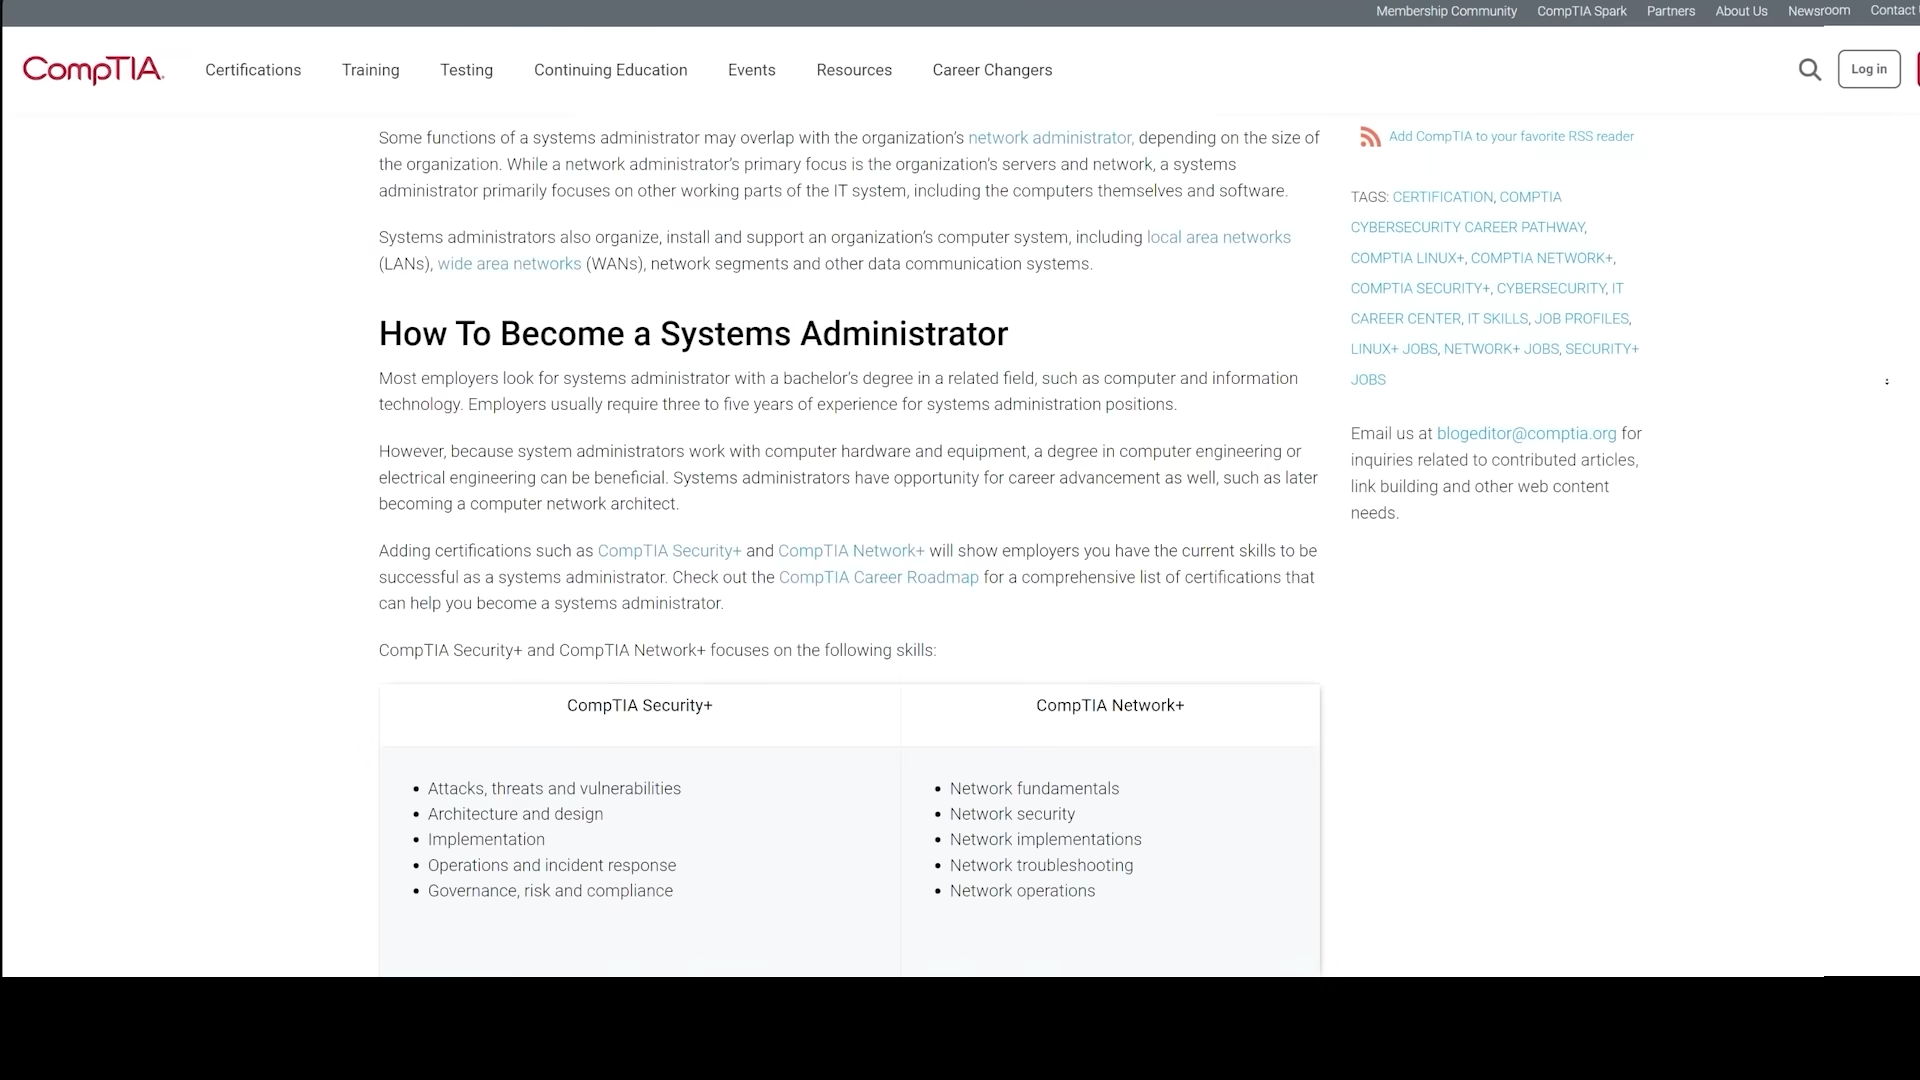 Membership Community CompTIA Spark Partners About Us Newsroom Contact
CompTIA. Certifications Training Testing Continuing Education Events Resources Career Changers Log in
Some functions of a systems administrator may overlap with the organization's network administrator, depending on the size of
the organization. While a network administrator's primary focus is the organization's servers and network, a systems
administrator primarily focuses on other working parts of the IT system, including the computers themselves and software.
Systems administrators also organize, install and support an organization's computer system, including local area networks
(LANs), wide area networks (WANs), network segments and other data communication systems.
How To Become a Systems Administrator
Most employers look for systems administrator with a bachelor's degree in a related field, such as computer and information
technology. Employers usually require three to five years of experience for systems administration positions.
However, because system administrators work with computer hardware and equipment, a degree in computer engineering or
electrical engineering can be beneficial. Systems administrators have opportunity for career advancement as well, such as later
becoming a computer network architect.
Adding certifications such as CompTIA Security+ and CompTIA Network+ will show employers you have the current skills to be
successful as a systems administrator. Check out the CompTIA Career Roadmap for a comprehensive list of certifications that
can help you become a systems administrator.
CompTIA Security+ and CompTIA Network+ focuses on the following skills:
CompTIA Security+
• Attacks, threats and vulnerabilities
• Architecture and design
• Implementation
• Operations and incident response
• Governance, risk and compliance
CompTIA Network+
• Network fundamentals
• Network security
• Network implementations
• Network troubleshooting
• Network operations
Add CompTIA to your favorite RSS reader
TAGS: CERTIFICATION, COMPTIA
CYBERSECURITY CAREER PATHWAY,
COMPTIA LINUX+, COMPTIA NETWORK+,
COMPTIA SECURITY+, CYBERSECURITY, IT
CAREER CENTER, IT SKILLS, JOB PROFILES,
LINUX+ JOBS, NETWORK+ JOBS, SECURITY+
JOBS
Email us at blogeditor@comptia.org for
inquiries related to contributed articles,
link building and other web content
needs.